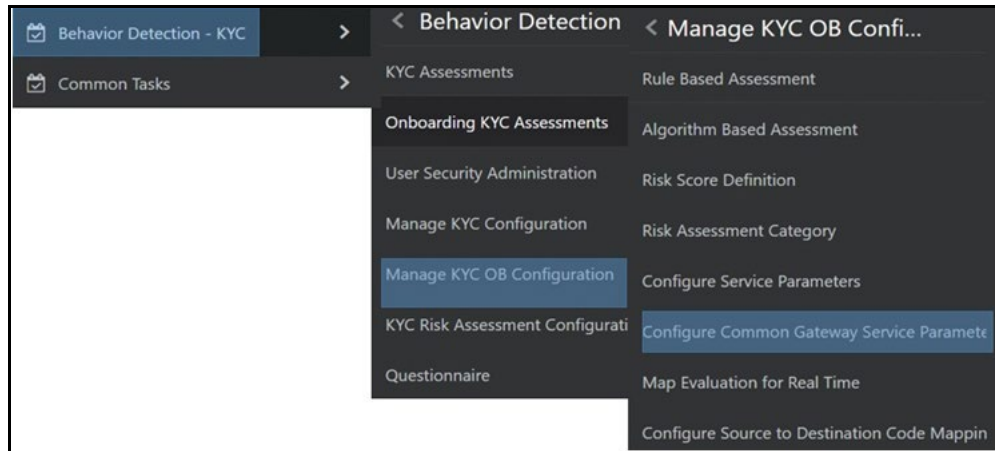 Behavior Detection - KYC
Common Tasks
Behavior Detection
KYC Assessments
Onboarding KYC Assessments
User Security Administration
Manage KYC Configuration
Manage KYC OB Configuration
KYC Risk Assessment Configurati
Questionnaire
Manage KYC OB Confi...
Rule Based Assessment
Algorithm Based Assessment
Risk Score Definition
Risk Assessment Category
Configure Service Parameters
Configure Common Gateway Service Paramete
Map Evaluation for Real Time
Configure Source to Destination Code Mappin